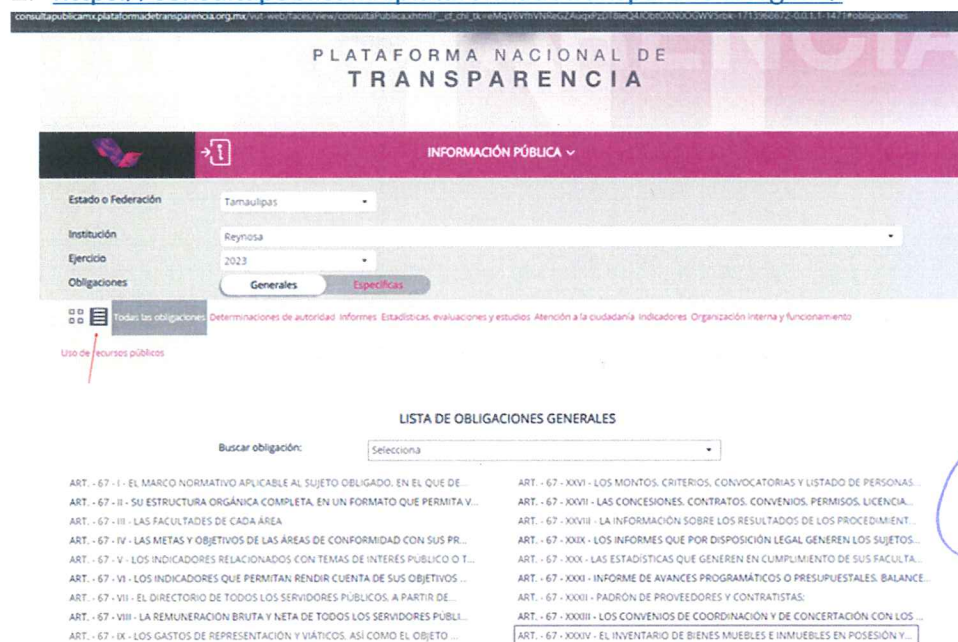 PLATAFORMA NACIONAL DE
TRANSPARENCIA
INFORMACIÓN PÚBLICA
Estado o Federación
Tamaulipas
Institución
Reynosa
Ejercicio
2023
Obligaciones
Generales Específicas
Todas las obligaciones Determinaciones de autoridad Informes Estadísticas, evaluaciones y estudios Atención a la ciudadanía Indicadores Organización interna y funcionamiento
Uso de recursos públicos
LISTA DE OBLIGACIONES GENERALES
Buscar obligación: Selecciona
ART. - 67 - I - EL MARCO NORMATIVO APLICABLE AL SUJETO OBLIGADO, EN EL QUE DE...
ART. - 67 - II - SU ESTRUCTURA ORGÁNICA COMPLETA, EN UN FORMATO QUE PERMITA V...
ART. - 67 - III - LAS FACULTADES DE CADA ÁREA
ART. - 67 - IV - LAS METAS Y OBJETIVOS DE LAS ÁREAS DE CONFORMIDAD CON SUS PR...
ART. - 67 - V - LOS INDICADORES RELACIONADOS CON TEMAS DE INTERÉS PÚBLICO O T...
ART. - 67 - VI - LOS INDICADORES QUE PERMITAN RENDIR CUENTA DE SUS OBJETIVOS ...
ART. - 67 - VII - EL DIRECTORIO DE TODOS LOS SERVIDORES PÚBLICOS, A PARTIR DE...
ART. - 67 - VIII - LA REMUNERACIÓN BRUTA Y NETA DE TODOS LOS SERVIDORES PÚBLI...
ART. - 67 - IX - LOS GASTOS DE REPRESENTACIÓN Y VIÁTICOS, ASÍ COMO EL OBJETO ...
ART. - 67 - XXVI - LOS MONTOS, CRITERIOS, CONVOCATORIAS Y LISTADO DE PERSONAS...
ART. - 67 - XXVII - LAS CONCESIONES, CONTRATOS, CONVENIOS, PERMISOS, LICENCIA...
ART. - 67 - XXVIII - LA INFORMACIÓN SOBRE LOS RESULTADOS DE LOS PROCEDIMIENT...
ART. - 67 - XXIX - LOS INFORMES QUE POR DISPOSICIÓN LEGAL GENEREN LOS SUJETOS...
ART. - 67 - XXX - LAS ESTADÍSTICAS QUE GENEREN EN CUMPLIMIENTO DE SUS FACULTA...
ART. - 67 - XXXI - INFORME DE AVANCES PROGRAMÁTICOS O PRESUPUESTALES, BALANCE...
ART. - 67 - XXXII - PADRÓN DE PROVEEDORES Y CONTRATISTAS;
ART. - 67 - XXXIII - LOS CONVENIOS DE COORDINACIÓN Y DE CONCERTACIÓN CON LOS ...
ART. - 67 - XXXIV - EL INVENTARIO DE BIENES MUEBLES E INMUEBLES EN POSESIÓN Y...